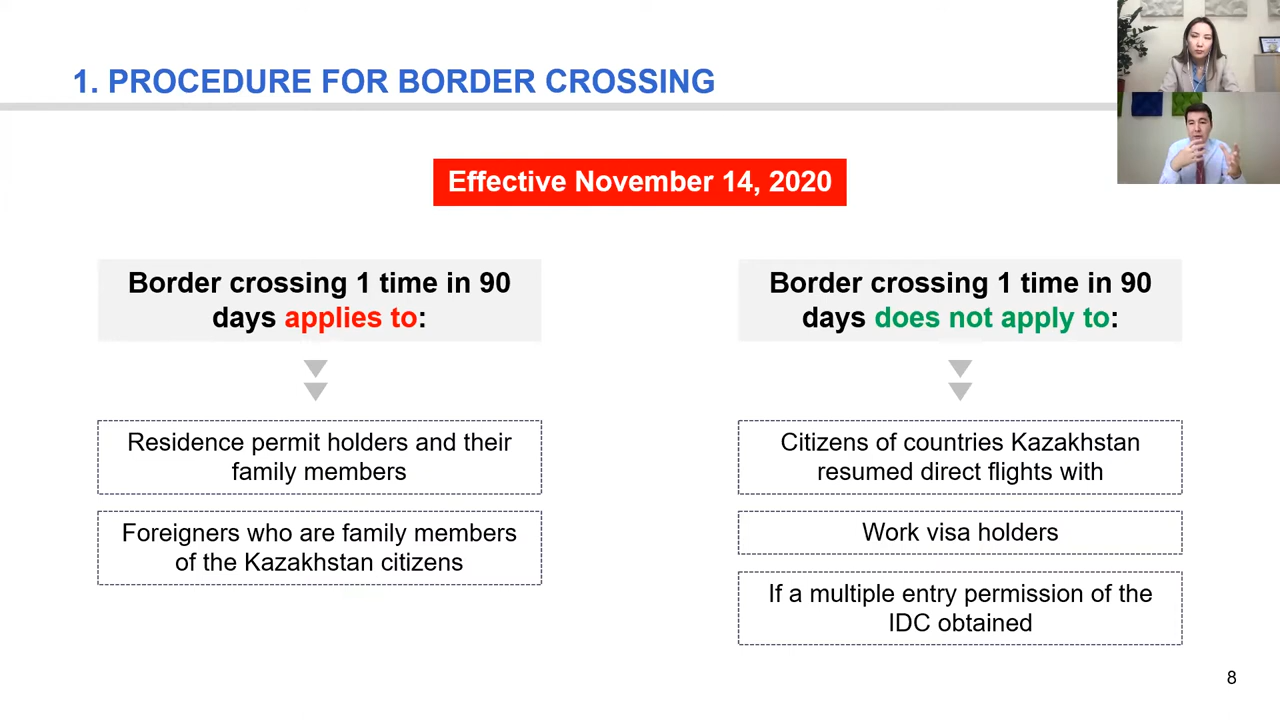 1. PROCEDURE FOR BORDER CROSSING
Effective November 14, 2020
Border crossing 1 time in 90
days applies to:
Residence permit holders and their
family members
Foreigners who are family members
of the Kazakhstan citizens
Border crossing 1 time in 90
days does not apply to:
Citizens of countries Kazakhstan
resumed direct flights with
Work visa holders
If a multiple entry permission of the
IDC obtained
8